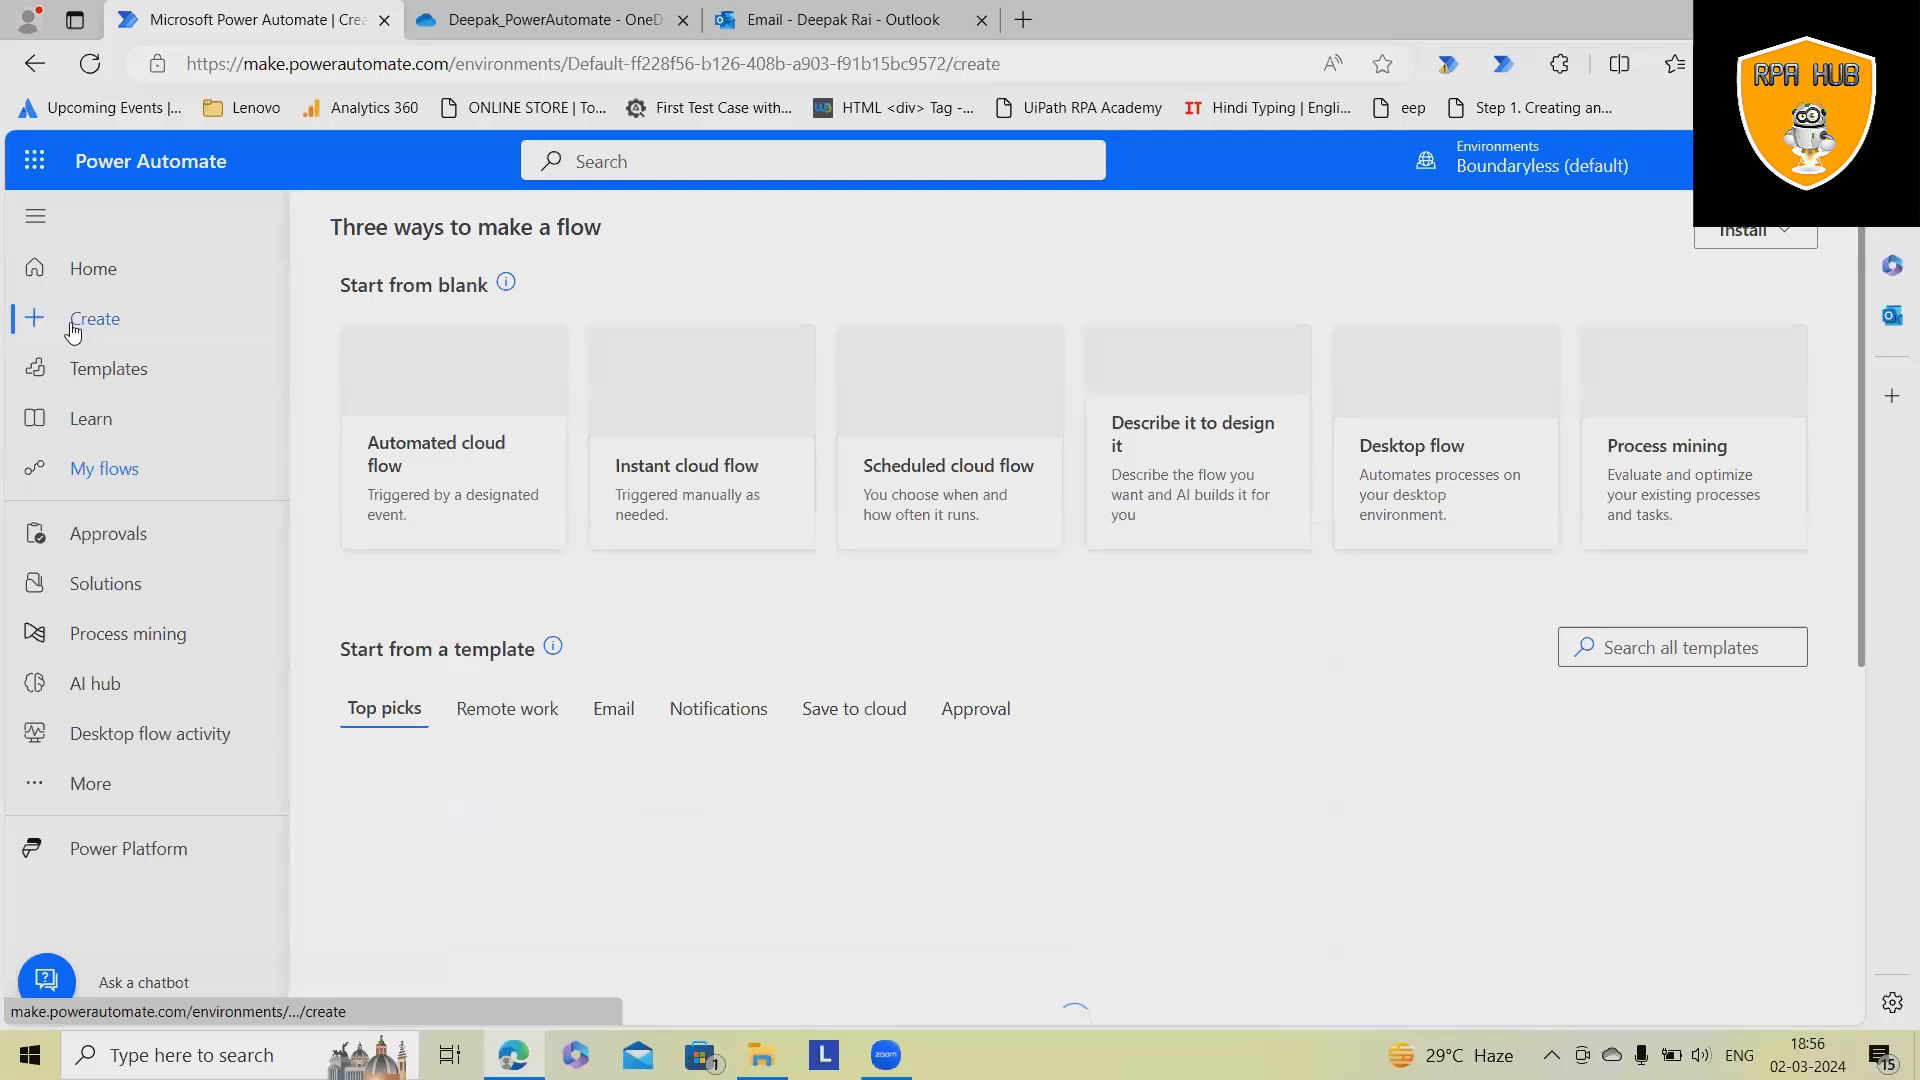 Microsoft Power Automate | Crea
Deepak_PowerAutomate - OneD
Email - Deepak Rai - Outlook
https://make.powerautomate.com/environments/Default-ff228f56-b126-408b-a903-f91b15bc9572/create
Upcoming Events |...
Lenovo
Analytics 360
ONLINE STORE | To...
First Test Case with...
HTML <div> Tag -...
UiPath RPA Academy
IT
Hindi Typing | Engli...
eep
Step 1. Creating an...
RPA HUB
Power Automate
Search
Environments
Boundaryless (default)
Three ways to make a flow
Install
Home
Start from blank
Create
Templates
Learn
My flows
Automated cloud
flow
Triggered by a designated
event.
Instant cloud flow
Triggered manually as
needed.
Scheduled cloud flow
You choose when and
how often it runs.
Describe it to design
it
Describe the flow you
want and AI builds it for
you
Desktop flow
Automates processes on
your desktop
environment.
Process mining
Evaluate and optimize
your existing processes
and tasks.
Approvals
Solutions
Process mining
AI hub
Desktop flow activity
More
Power Platform
Start from a template
Search all templates
Top picks
Remote work
Email
Notifications
Save to cloud
Approval
Ask a chatbot
make.powerautomate.com/environments/.../create
Type here to search
1
L
zoom
29°C Haze
ENG
18:56
02-03-2024
15